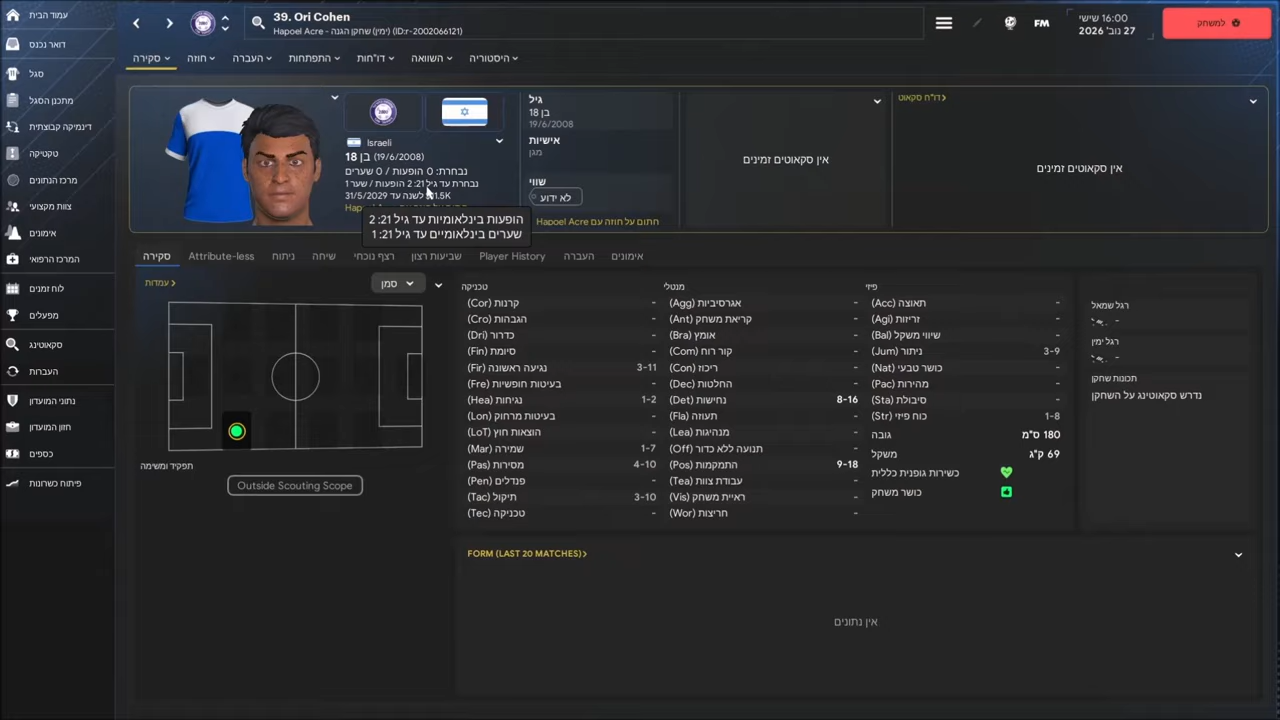 39. Ori Cohen
Hapoel Acre - שחקן הגנה (ימין) (ID:r-2002066121)
FM
16:00 שישי
27 נוב' 2026
למשחק
עמוד הבית
דואר נכנס
סגל
מתכנן הסגל
דינמיקה קבוצתית
טקטיקה
מרכז הנתונים
צוות מקצועי
אימונים
המרכז הרפואי
לוח זמנים
מפעלים
סקאוטינג
העברות
נתוני המועדון
חזון המועדון
כספים
פיתוח כשרונות
סקירה
חוזה
העברה
התפתחות
דו"חות
השוואה
היסטוריה
Israeli
בן 18 (19/6/2008)
נבחרת: 0 הופעות / 0 שערים
נבחרת עד גיל 21: 2 הופעות / שער 1
לשנה עד 31/5/2029
הופעות בינלאומיות עד גיל 21: 2
שערים בינלאומיים עד גיל 21: 1
גיל
בן 18
19/6/2008
אישיות
מגן
שווי
לא ידוע
חתום על חוזה עם Hapoel Acre
אין סקאוטים זמינים
דו"ח סקאוט
אין סקאוטים זמינים
סקירה
Attribute-less
ניתוח
שיחה
רצף נוכחי
שביעות רצון
Player History
העברה
אימונים
עמדות
סמן
תפקיד ומשימה
Outside Scouting Scope
טכניקה
(Cor) קרנות -
(Cro) הגבהות -
(Dri) כדרור -
(Fin) סיומת -
(Fir) נגיעה ראשונה 3-11
(Fre) בעיטות חופשיות -
(Hea) נגיחות 1-2
(Lon) בעיטות מרחוק -
(LoT) הוצאות חוץ -
(Mar) שמירה 1-7
(Pas) מסירות 4-10
(Pen) פנדלים -
(Tac) תיקול 3-10
(Tec) טכניקה -
מנטלי
(Agg) אגרסיביות -
(Ant) קריאת משחק -
(Bra) אומץ -
(Com) קור רוח -
(Con) ריכוז -
(Dec) החלטות -
(Det) נחישות 8-16
(Fla) תעוזה -
(Lea) מנהיגות -
(Off) תנועה ללא כדור -
(Pos) התמקמות 9-18
(Tea) עבודת צוות -
(Vis) ראיית משחק -
(Wor) חריצות -
פיזי
(Acc) תאוצה -
(Agi) זריזות -
(Bal) שיווי משקל -
(Jum) ניתור 3-9
(Nat) כושר טבעי -
(Pac) מהירות -
(Sta) סיבולת -
(Str) כוח פיזי 1-8
גובה 180 ס"מ
משקל 69 ק"ג
כשירות גופנית כללית
כושר משחק
רגל שמאל
-
רגל ימין
-
תכונות שחקן
נדרש סקאוטינג על השחקן
FORM (LAST 20 MATCHES)
אין נתונים